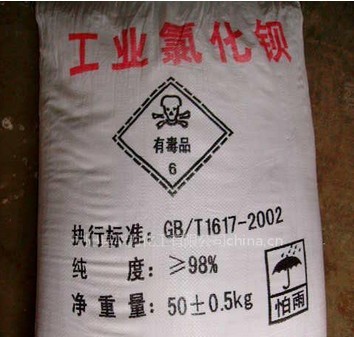 工业氯化钡
有毒品
6
执行标准: GB/T1617-2002
纯 度: ≥98%
净重量: 50±0.5kg
怕雨